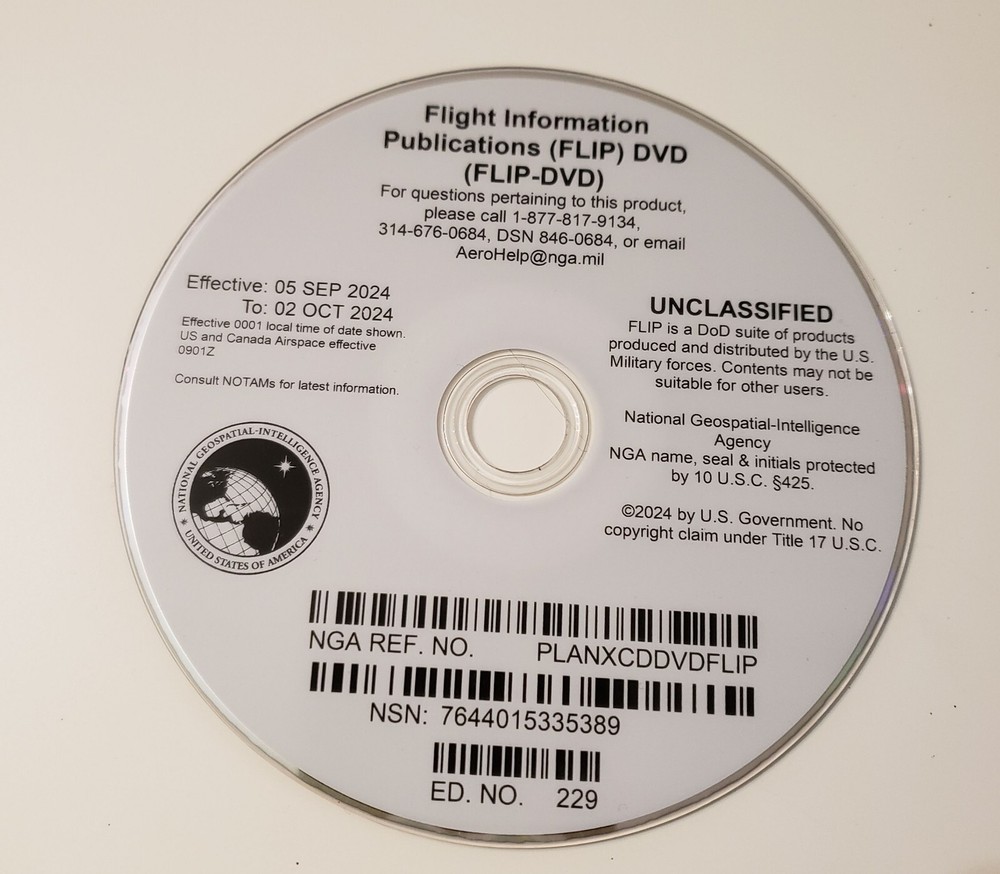 Flight Information
Publications (FLIP) DVD
(FLIP-DVD)
For questions pertaining to this product,
please call 1-877-817-9134,
314-676-0684, DSN 846-0684, or email
AeroHelp@nga.mil
Effective: 05 SEP 2024
To: 02 OCT 2024
Effective 0001 local time of date shown.
US and Canada Airspace effective
0901Z
Consult NOTAMs for latest information.
NATIONAL GEOSPATIAL-INTELLIGENCE AGENCY
UNITED STATES OF AMERICA
UNCLASSIFIED
FLIP is a DoD suite of products
produced and distributed by the U.S.
Military forces. Contents may not be
suitable for other users.
National Geospatial-Intelligence
Agency
NGA name, seal & initials protected
by 10 U.S.C. §425.
©2024 by U.S. Government. No
copyright claim under Title 17 U.S.C.
NGA REF. NO. PLANXCDDVDFLIP
NSN: 7644015335389
ED. NO. 229